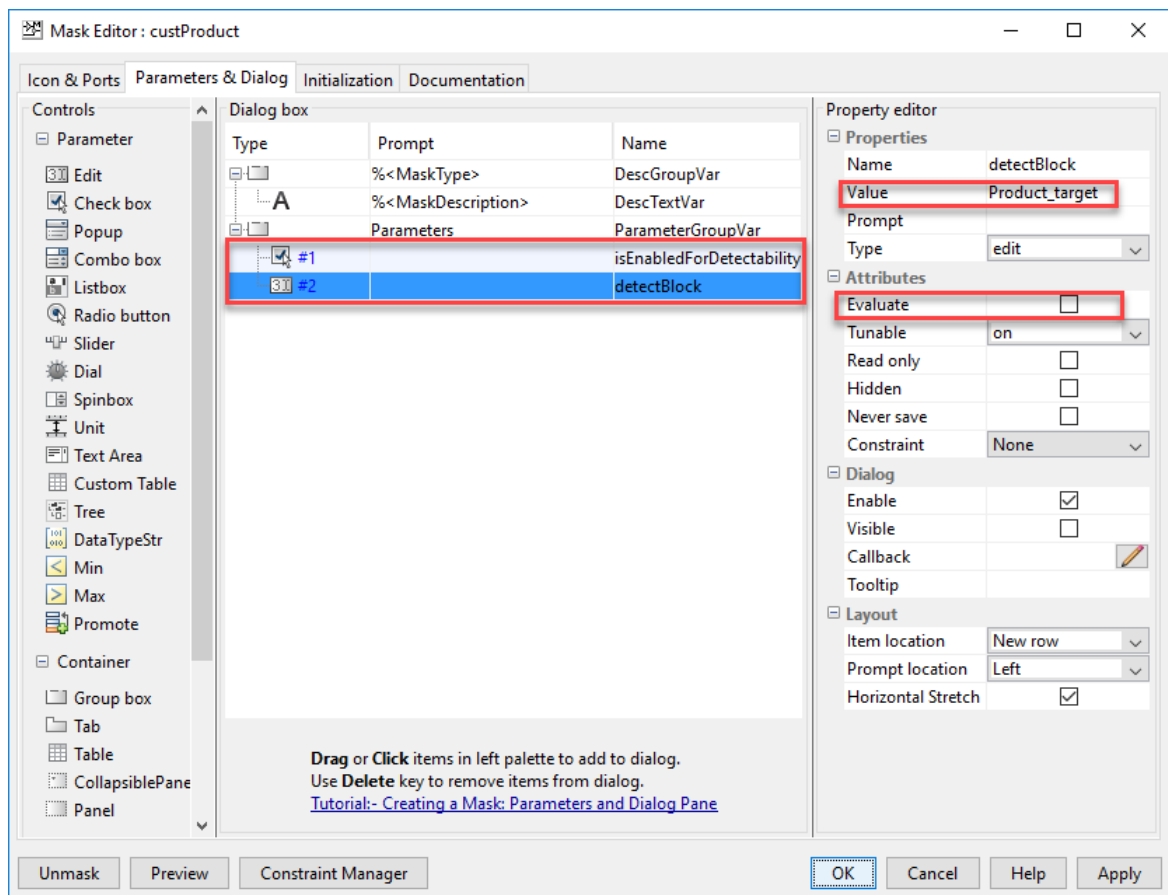 Mask Editor : custProduct
Icon & Ports Parameters & Dialog Initialization Documentation
Controls
Parameter
Edit
Check box
Popup
Combo box
Listbox
Radio button
Slider
Dial
Spinbox
Unit
Text Area
Custom Table
Tree
DataTypeStr
Min
Max
Promote
Container
Group box
Tab
Table
CollapsiblePane
Panel
Dialog box
Type Prompt Name
%<MaskType> DescGroupVar
A %<MaskDescription> DescTextVar
Parameters ParameterGroupVar
#1 isEnabledForDetectability
#2 detectBlock
Drag or Click items in left palette to add to dialog.
Use Delete key to remove items from dialog.
Tutorial:- Creating a Mask: Parameters and Dialog Pane
Property editor
Properties
Name detectBlock
Value Product_target
Prompt
Type edit
Attributes
Evaluate
Tunable on
Read only
Hidden
Never save
Constraint None
Dialog
Enable
Visible
Callback
Tooltip
Layout
Item location New row
Prompt location Left
Horizontal Stretch
Unmask Preview Constraint Manager OK Cancel Help Apply